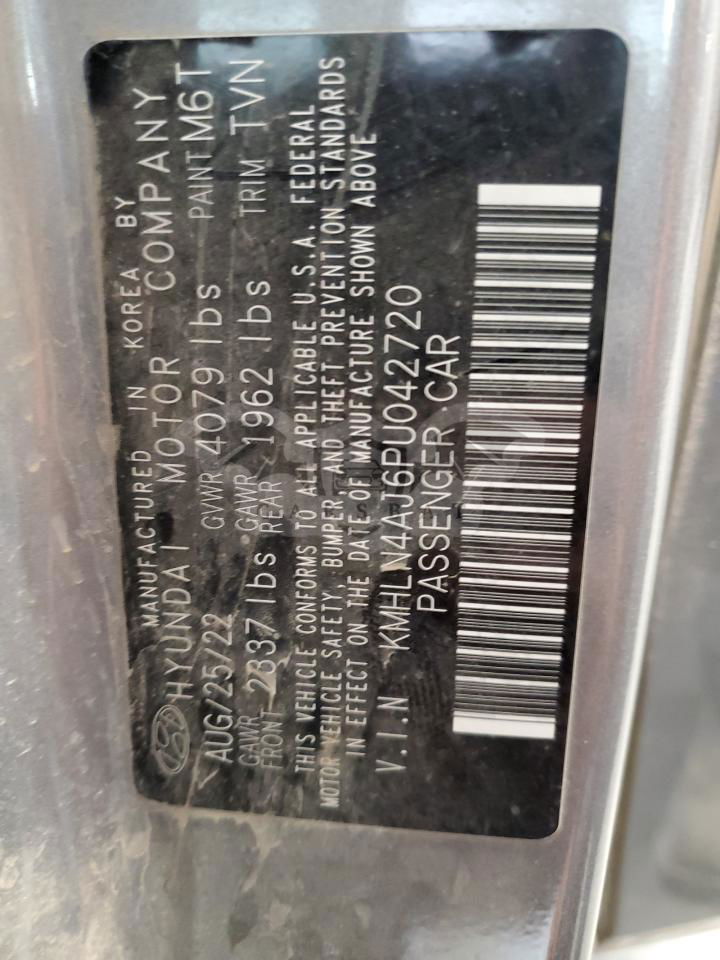 MANUFACTURED IN KOREA BY
HYUNDAI MOTOR COMPANY
AUG/25/22 GVWR 4079 lbs PAINT M6T
GAWR FRONT 2337 lbs GAWR REAR 1962 lbs TRIM TVN
THIS VEHICLE CONFORMS TO ALL APPLICABLE U.S.A. FEDERAL
MOTOR VEHICLE SAFETY, BUMPER, AND THEFT PREVENTION STANDARDS
IN EFFECT ON THE DATE OF MANUFACTURE SHOWN ABOVE
V.I.N KMHLN4AJ6PU042720
PASSENGER CAR